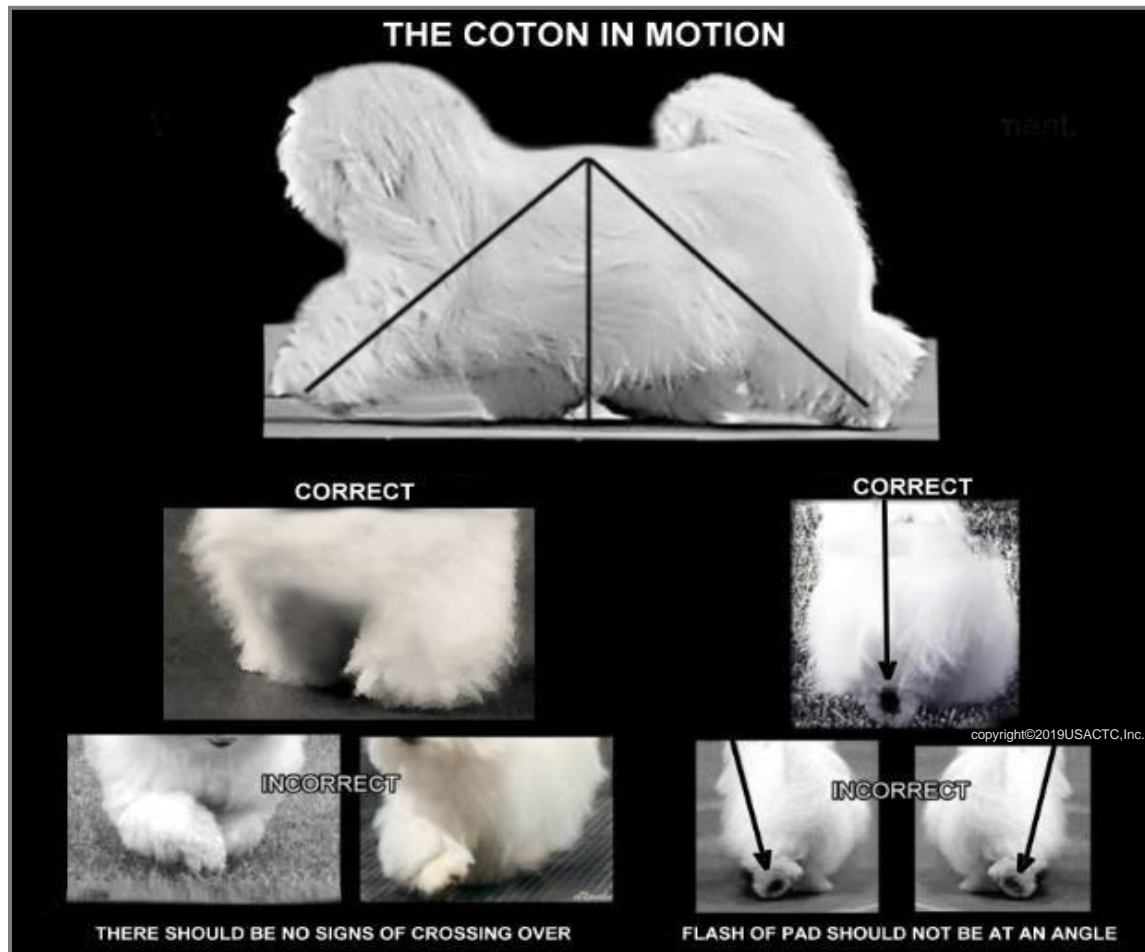 THE COTON IN MOTION
ment.
CORRECT
CORRECT
copyright©2019USACTC,Inc.
INCORRECT
INCORRECT
THERE SHOULD BE NO SIGNS OF CROSSING OVER
FLASH OF PAD SHOULD NOT BE AT AN ANGLE